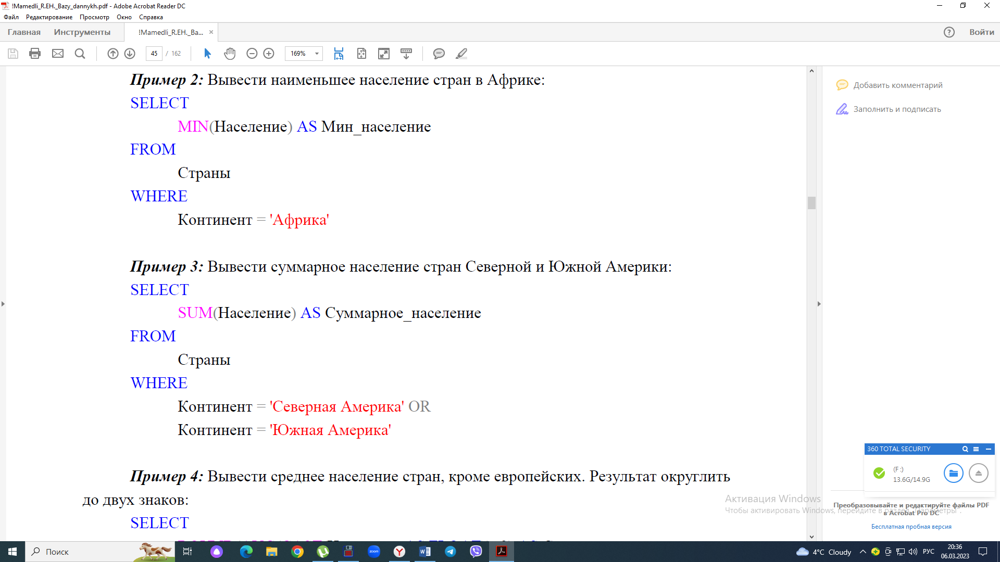 !Mamedli_R.EH._Bazy_dannykh.pdf - Adobe Acrobat Reader DC
Файл Редактирование Просмотр Окно Справка
Главная Инструменты !Mamedli_R.EH._Ba... × Войти
45 / 162 169%
Пример 2: Вывести наименьшее население стран в Африке:
SELECT
MIN(Население) AS Мин_население
FROM
Страны
WHERE
Континент = 'Африка'
Пример 3: Вывести суммарное население стран Северной и Южной Америки:
SELECT
SUM(Население) AS Суммарное_население
FROM
Страны
WHERE
Континент = 'Северная Америка' OR
Континент = 'Южная Америка'
Пример 4: Вывести среднее население стран, кроме европейских. Результат округлить
до двух знаков:
SELECT
Добавить комментарий
Заполнить и подписать
360 TOTAL SECURITY
(F:)
13.6G/14.9G
Активация Windows
Чтобы активировать Windows, перейдите в раздел "Параметры".
Преобразовывайте и редактируйте файлы PDF
в Acrobat Pro DC
Бесплатная пробная версия
Поиск
zoom
4°C Cloudy
РУС
20:36
06.03.2023